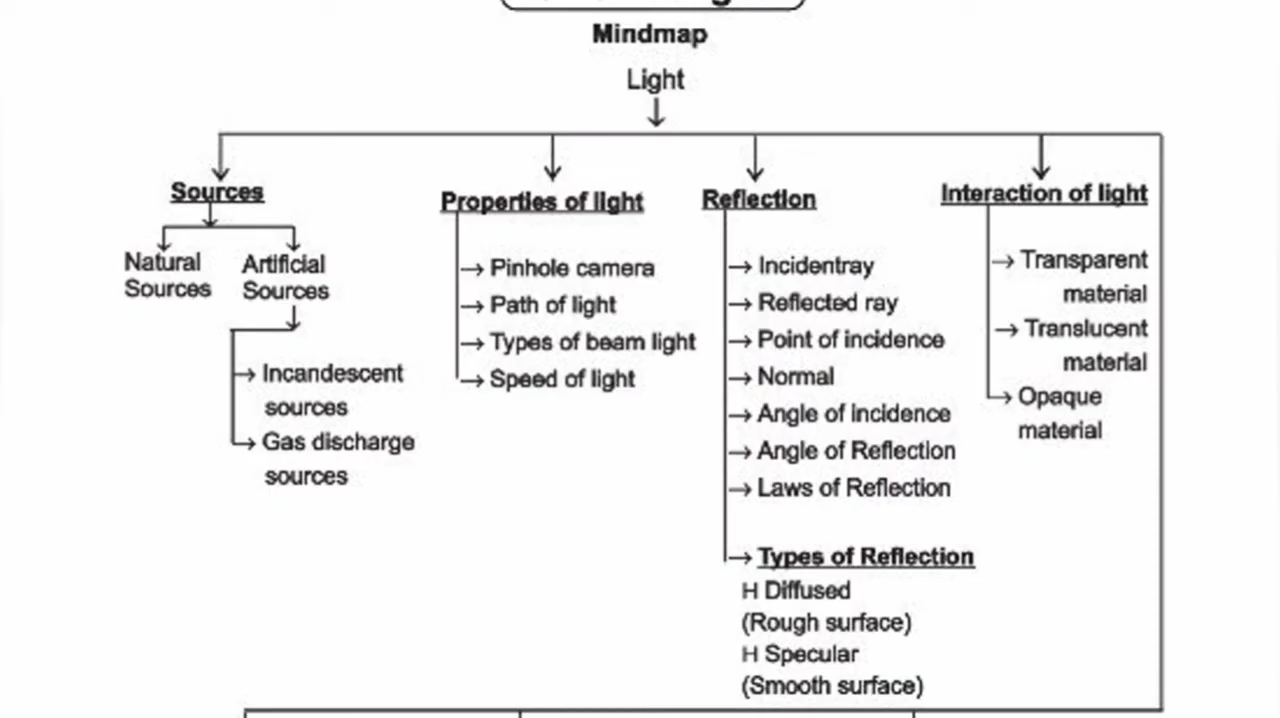 Mindmap
Light
Sources
Natural
Sources
Artificial
Sources
→ Incandescent
sources
→ Gas discharge
sources
Properties of light
→ Pinhole camera
→ Path of light
→ Types of beam light
→ Speed of light
Reflection
→ Incidentray
→ Reflected ray
→ Point of incidence
→ Normal
→ Angle of incidence
→ Angle of Reflection
→ Laws of Reflection
→ Types of Reflection
H Diffused
(Rough surface)
H Specular
(Smooth surface)
Interaction of light
→ Transparent
material
→ Translucent
material
→ Opaque
material